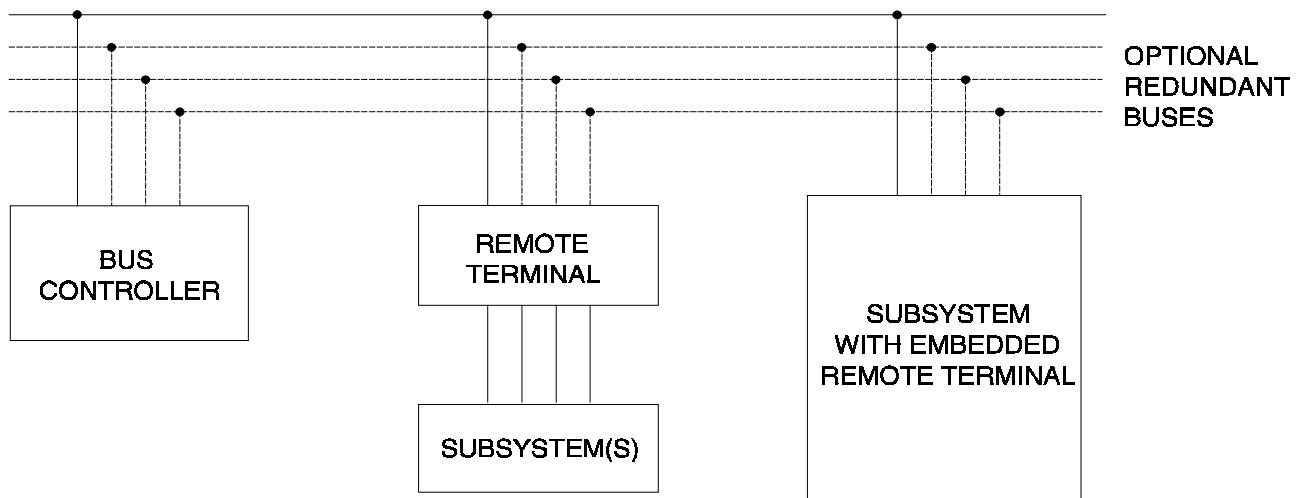 OPTIONAL
REDUNDANT
BUSES
BUS
CONTROLLER
REMOTE
TERMINAL
SUBSYSTEM(S)
SUBSYSTEM
WITH EMBEDDED
REMOTE TERMINAL